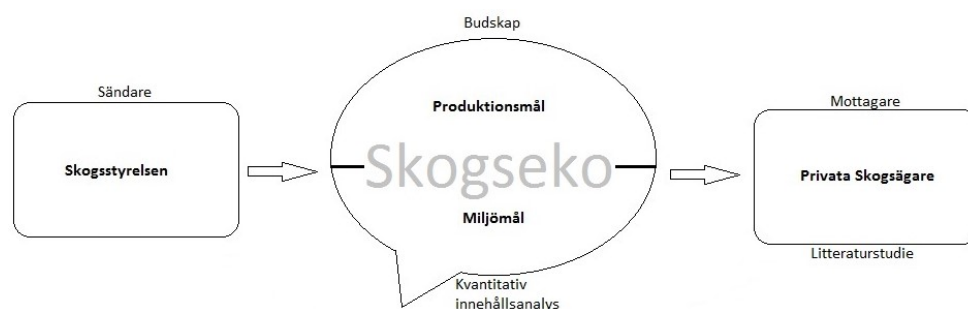 Budskap
Sändare
Produktionsmål
Mottagare
Skogsstyrelsen
Skogseko
Privata Skogsägare
Miljömål
Litteraturstudie
Kvantitativ
innehållsanalys